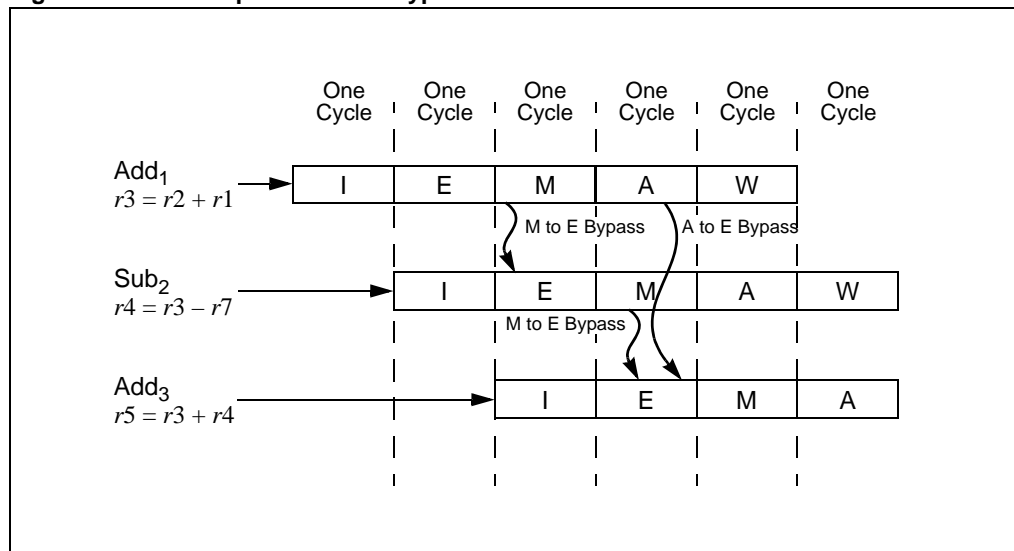 One One One One One One
Cycle Cycle Cycle Cycle Cycle Cycle
Add1
r3 = r2 + r1
I E M A W
M to E Bypass A to E Bypass
Sub2
r4 = r3 – r7
I E M A W
M to E Bypass
Add3
r5 = r3 + r4
I E M A